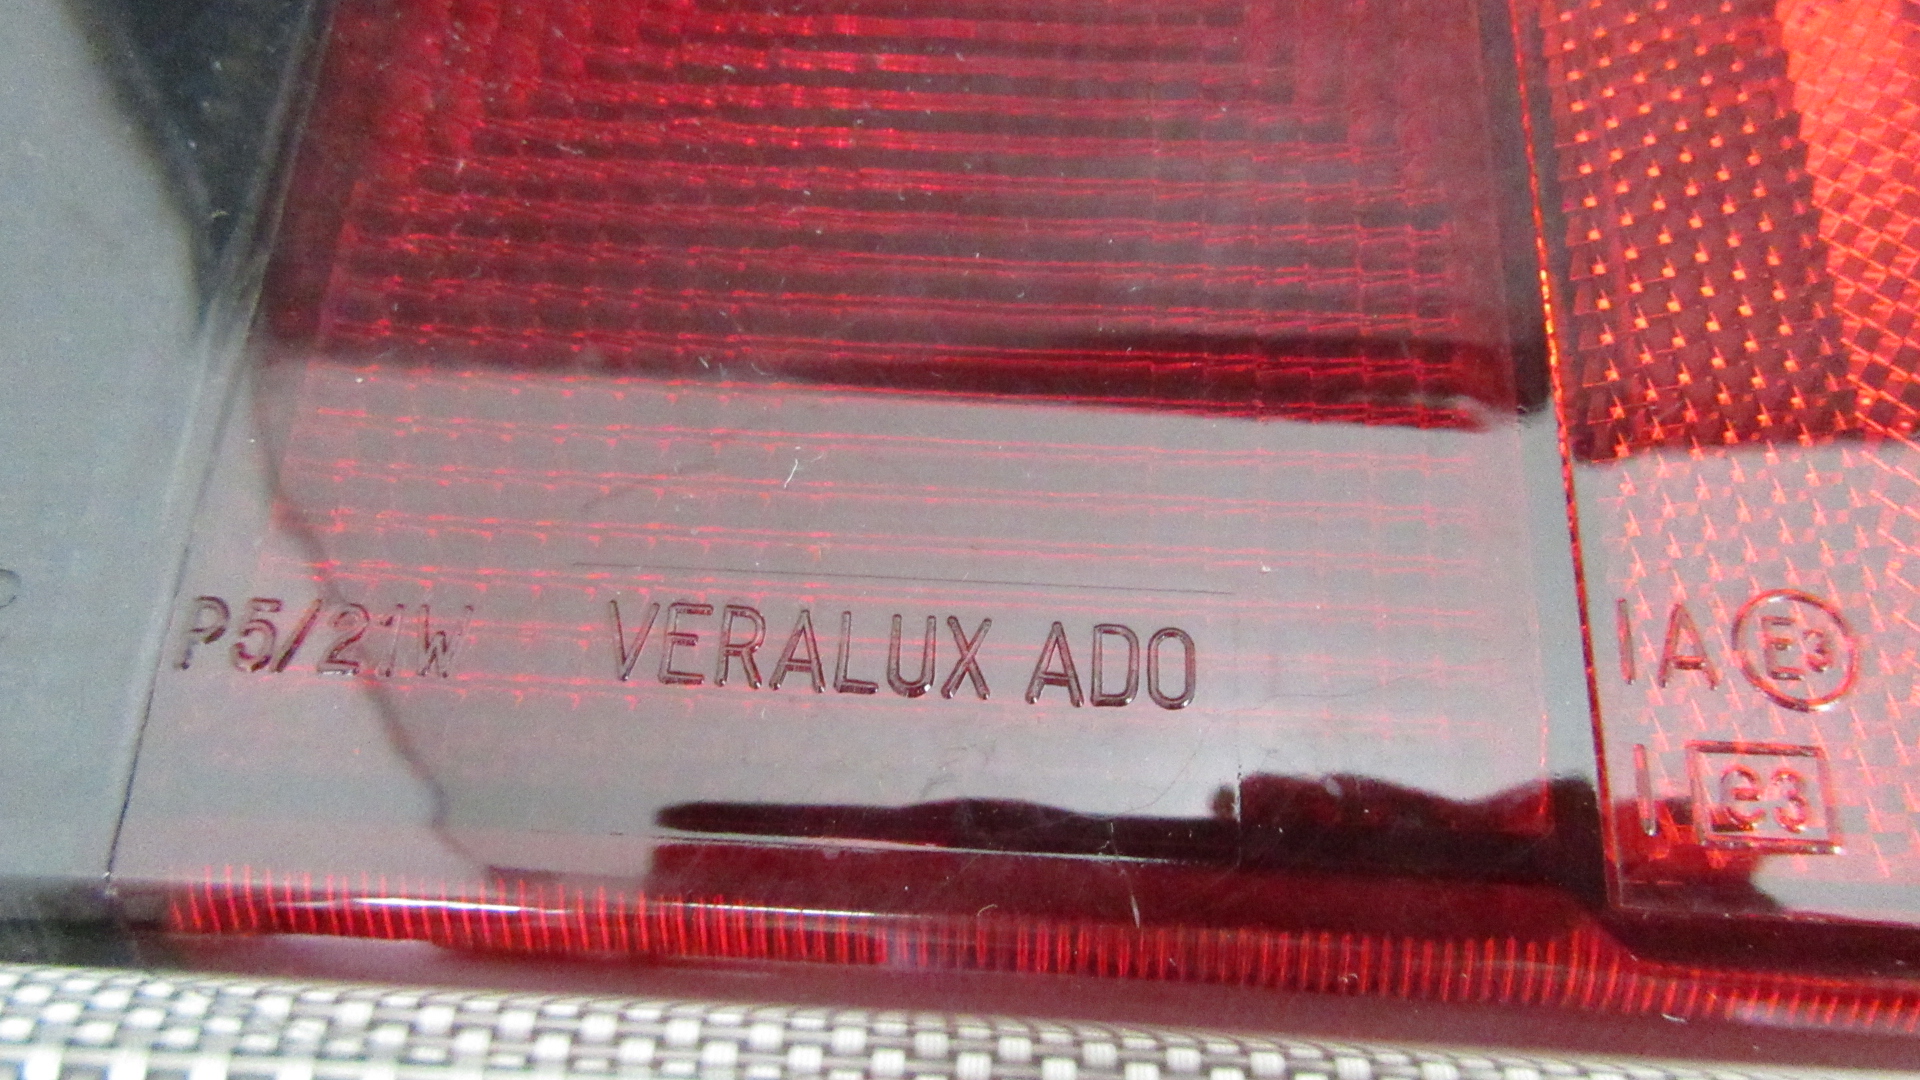 P5/21W VERALUX ADO IA E3
I e3